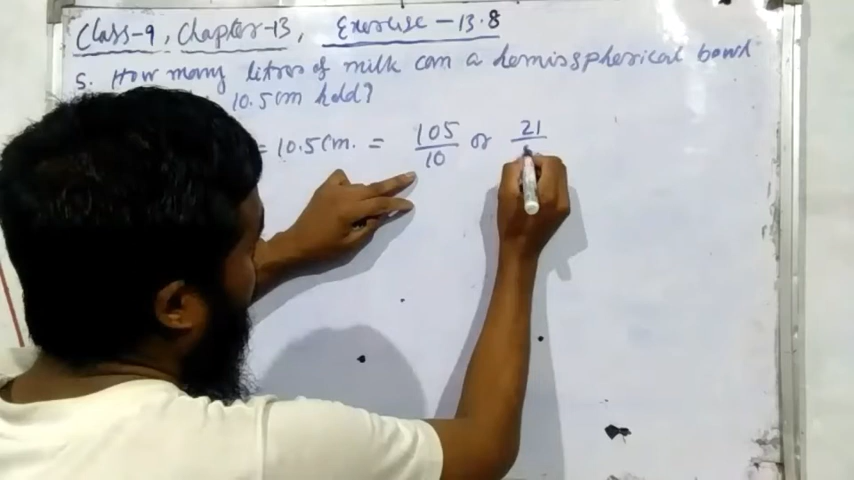 Class-9, Chapter-13, Exercise - 13.8
5. How many litres of milk can a hemisspherical bowl
10.5cm hold?
= 10.5cm. = 105/10 or 21